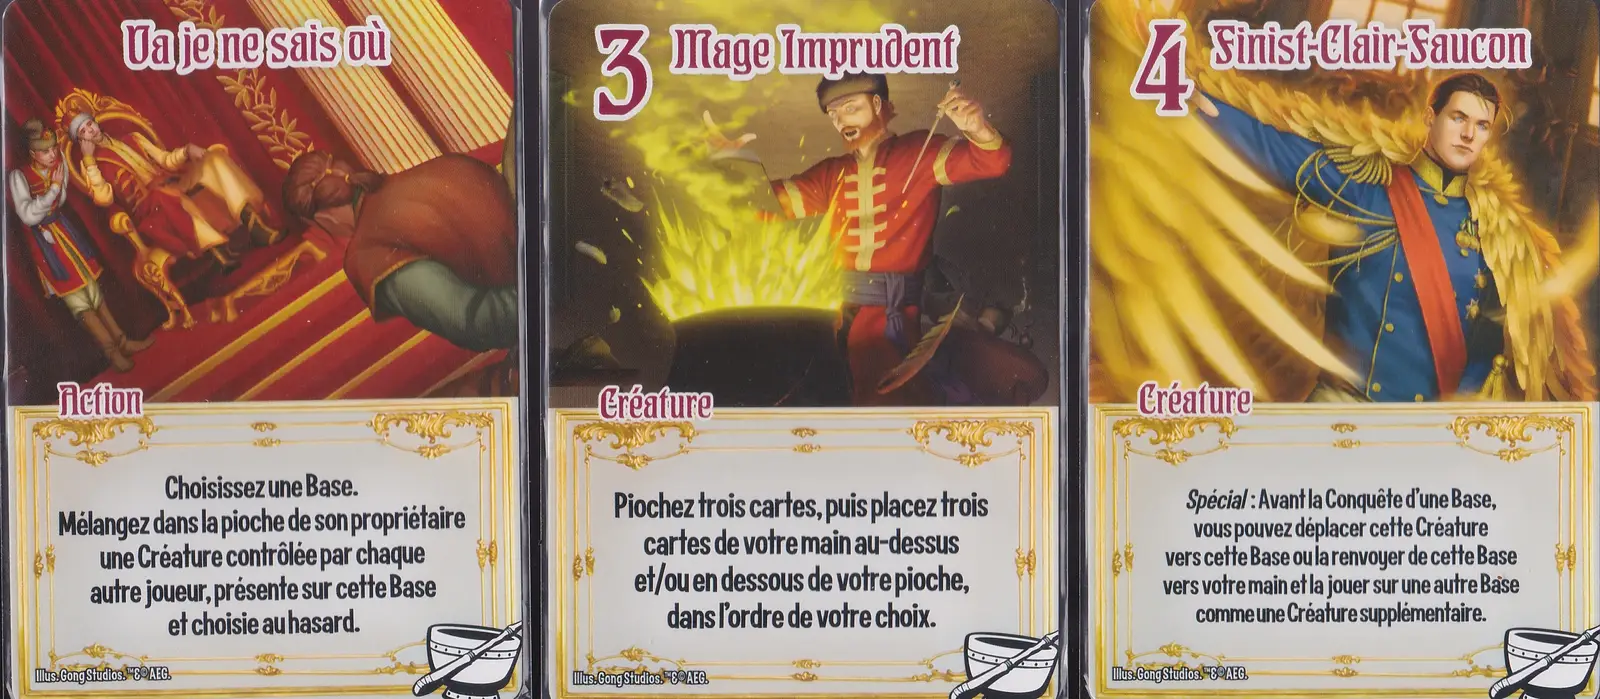 Va je ne sais où
Action
Choisissez une Base.
Mélangez dans la pioche de son propriétaire
une Créature contrôlée par chaque
autre joueur, présente sur cette Base
et choisie au hasard.
Illus. Gong Studios. ™&©AEG.
3
Mage Imprudent
Créature
Piochez trois cartes, puis placez trois
cartes de votre main au-dessus
et/ou en dessous de votre pioche,
dans l'ordre de votre choix.
Illus. Gong Studios. ™&©AEG.
4
Finist-Clair-Faucon
Créature
Spécial : Avant la Conquête d'une Base,
vous pouvez déplacer cette Créature
vers cette Base ou la renvoyer de cette Base
vers votre main et la jouer sur une autre Base
comme une Créature supplémentaire.
Illus. Gong Studios. ™&©AEG.